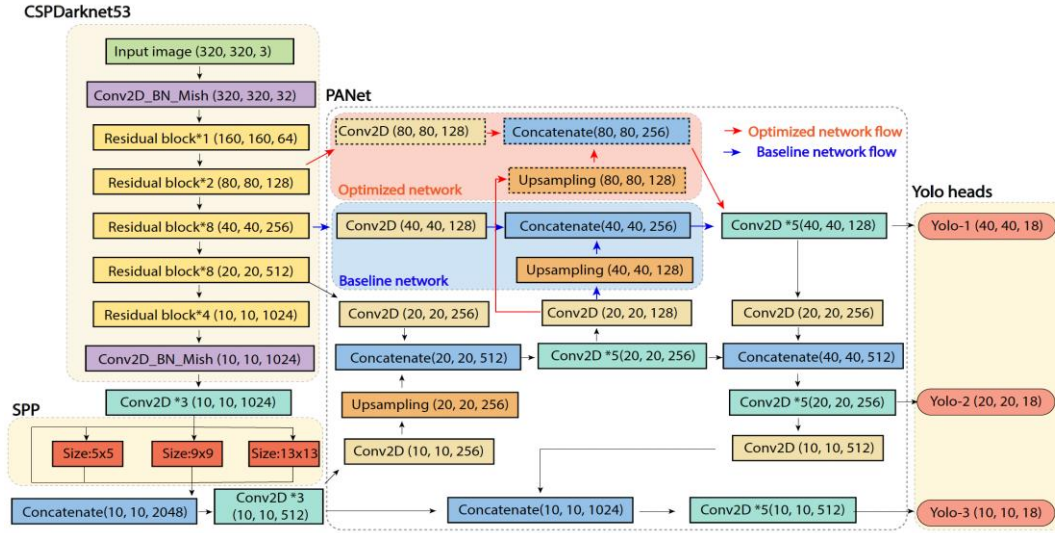 CSPDarknet53
Input image (320, 320, 3)
Conv2D_BN_Mish (320, 320, 32)
Residual block*1 (160, 160, 64)
Residual block*2 (80, 80, 128)
Residual block*8 (40, 40, 256)
Residual block*8 (20, 20, 512)
Residual block*4 (10, 10, 1024)
Conv2D_BN_Mish (10, 10, 1024)
Conv2D *3 (10, 10, 1024)
SPP
Size:5x5
Size:9x9
Size:13x13
Concatenate(10, 10, 2048)
Conv2D *3
(10, 10, 512)
PANet
Conv2D (80, 80, 128)
Concatenate(80, 80, 256)
Upsampling (80, 80, 128)
Optimized network
Optimized network flow
Baseline network flow
Conv2D (40, 40, 128)
Concatenate(40, 40, 256)
Conv2D *5(40, 40, 128)
Upsampling (40, 40, 128)
Baseline network
Conv2D (20, 20, 256)
Conv2D (20, 20, 128)
Conv2D (20, 20, 256)
Concatenate(20, 20, 512)
Conv2D *5(20, 20, 256)
Concatenate(40, 40, 512)
Upsampling (20, 20, 256)
Conv2D *5(20, 20, 256)
Conv2D (10, 10, 256)
Conv2D (10, 10, 512)
Concatenate(10, 10, 1024)
Conv2D *5(10, 10, 512)
Yolo heads
Yolo-1 (40, 40, 18)
Yolo-2 (20, 20, 18)
Yolo-3 (10, 10, 18)